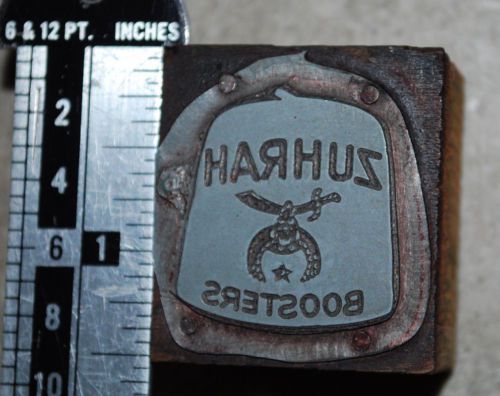 6 & 12 PT. INCHES
2
4
6 1
8
10
ZUHRAH
BOOSTERS